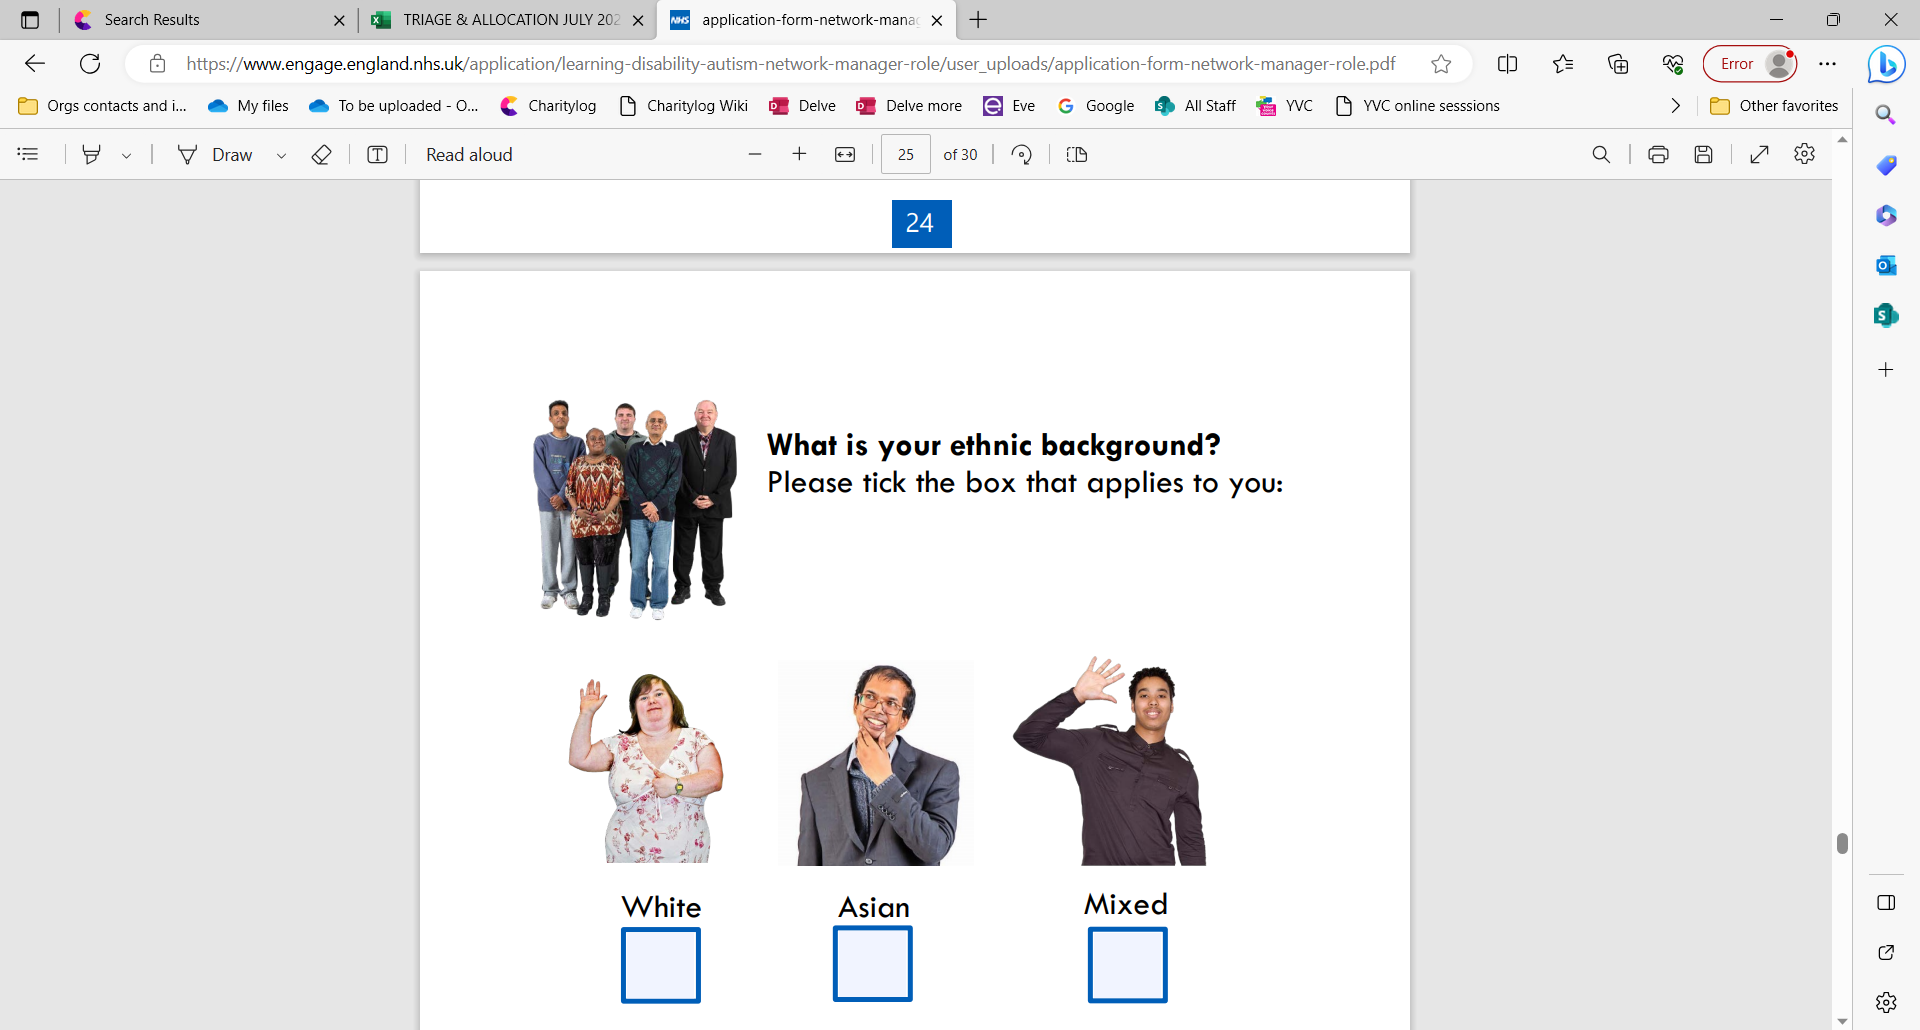 Search Results
TRIAGE & ALLOCATION JULY 202
NHS
application-form-network-mana
https://www.engage.england.nhs.uk/application/learning-disability-autism-network-manager-role/user_uploads/application-form-network-manager-role.pdf
Error
Orgs contacts and i...
My files
To be uploaded - O...
Charitylog
Charitylog Wiki
Delve
Delve more
Eve
Google
All Staff
YVC
YVC online sesssions
Other favorites
Draw
Read aloud
25
of 30
24
What is your ethnic background?
Please tick the box that applies to you:
White
Asian
Mixed